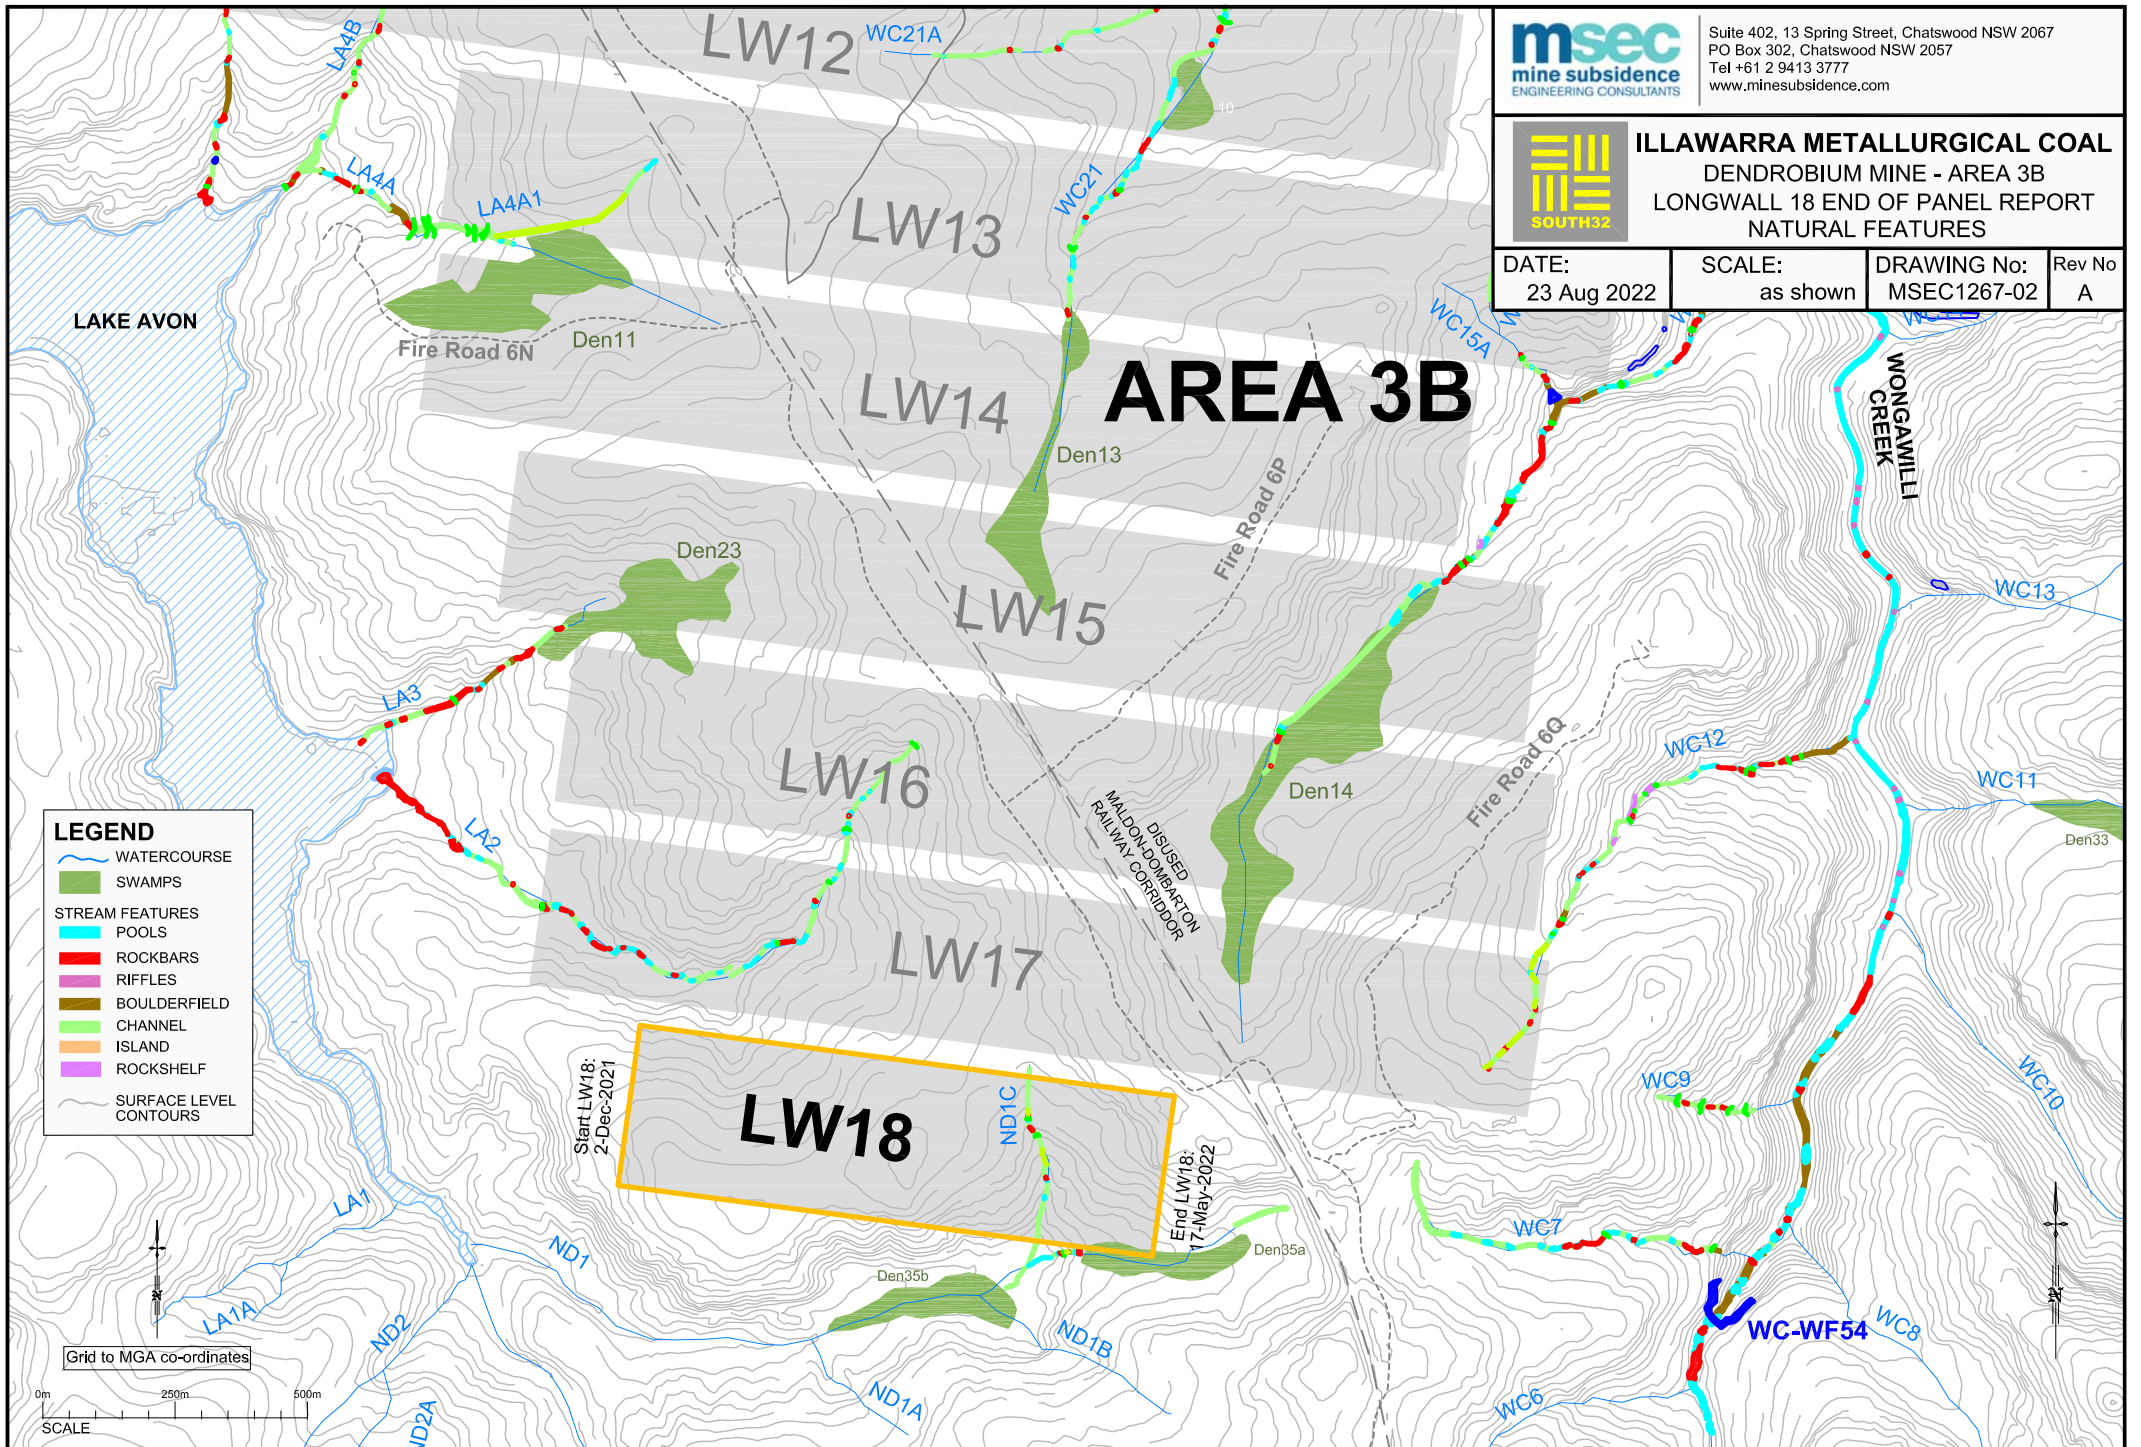 msec
mine subsidence
ENGINEERING CONSULTANTS
Suite 402, 13 Spring Street, Chatswood NSW 2067
PO Box 302, Chatswood NSW 2057
Tel +61 2 9413 3777
www.minesubsidence.com
SOUTH32
ILLAWARRA METALLURGICAL COAL
DENDROBIUM MINE - AREA 3B
LONGWALL 18 END OF PANEL REPORT
NATURAL FEATURES
DATE:
23 Aug 2022
SCALE:
as shown
DRAWING No:
MSEC1267-02
Rev No
A
LA4B
LW12
WC21A
10
LA4A
LA4A1
LW13
WC21
LAKE AVON
Fire Road 6N
Den11
LW14
AREA 3B
WC15A
WONGAWILLI
CREEK
Den13
Fire Road 6P
Den23
LW15
WC13
LA3
LW16
Den14
Fire Road 6Q
WC12
WC11
Den33
LA2
DISUSED
MALDON-DOMBARTON
RAILWAY CORRIDDOR
LW17
LEGEND
WATERCOURSE
SWAMPS
STREAM FEATURES
POOLS
ROCKBARS
RIFFLES
BOULDERFIELD
CHANNEL
ISLAND
ROCKSHELF
SURFACE LEVEL
CONTOURS
Start LW18:
2-Dec-2021
LW18
ND1C
End LW18:
17-May-2022
WC9
WC10
WC7
LA1
LA1A
ND1
ND2
ND2A
Den35b
Den35a
ND1B
ND1A
WC-WF54
WC8
WC6
N
N
Grid to MGA co-ordinates
0m
250m
500m
SCALE